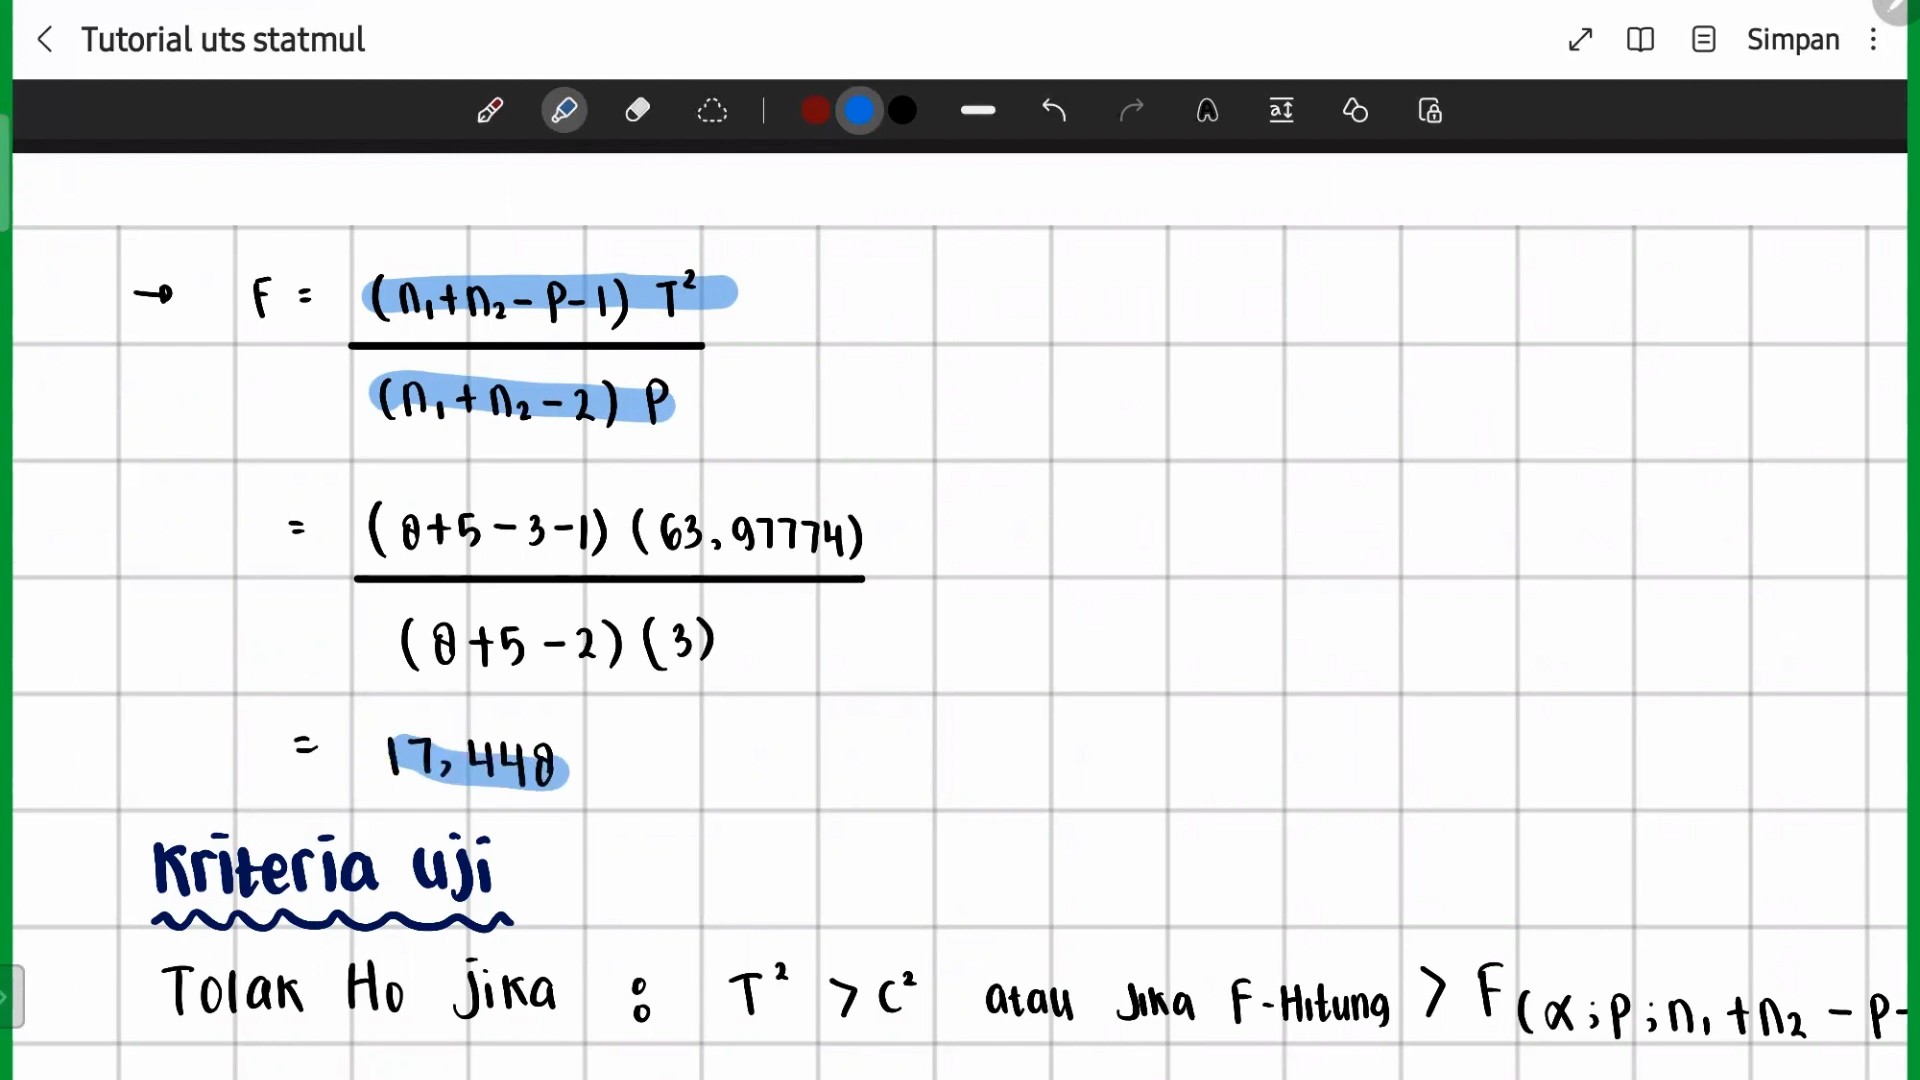 Tutorial uts statmul
Simpan
→ F = (n₁+n₂-P-1) T²
(n₁+n₂-2) P
= (8+5-3-1) (63,97774)
(8+5-2) (3)
= 17,448
Kriteria uji
Tolak Ho jika : T² > C² atau Jika F-Hitung > F(α;p;n₁+n₂-p-